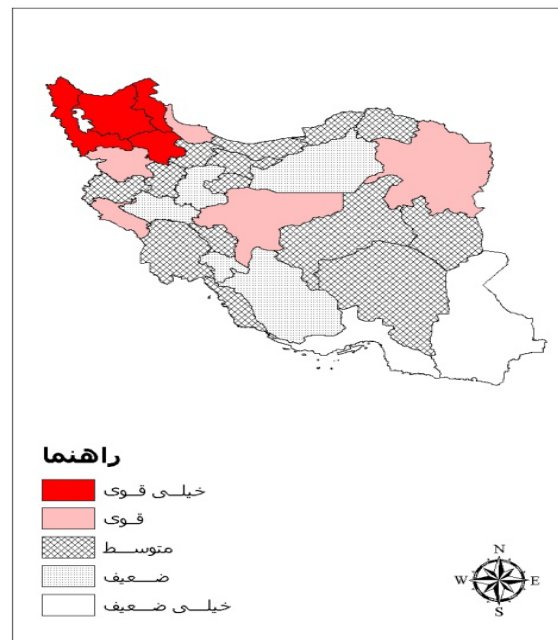 راهنما
خیلی قوی
قوی
متوسط
ضعیف
خیلی ضعیف
N
W E
S